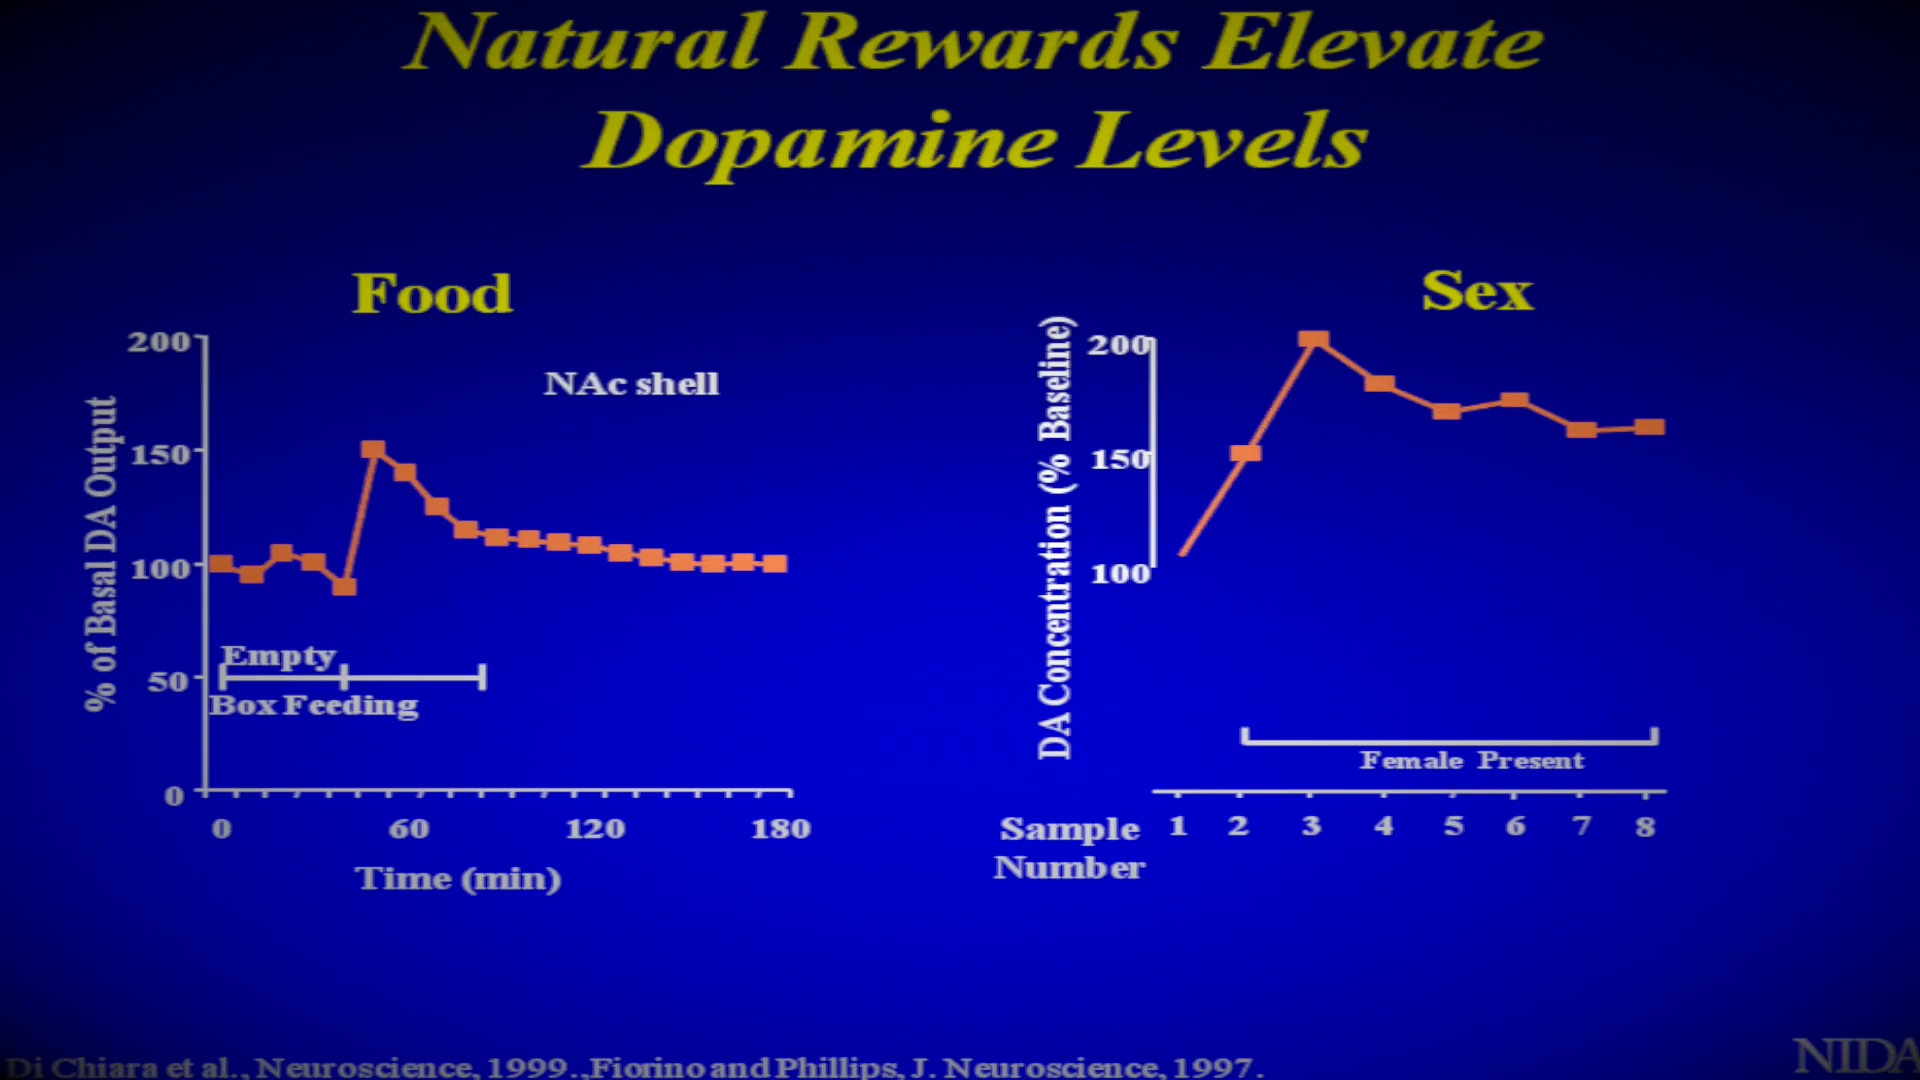 Natural Rewards Elevate
Dopamine Levels
Food
200
150
100
50
0
% of Basal DA Output
NAc shell
Empty
Box Feeding
0 60 120 180
Time (min)
Sex
200
150
100
DA Concentration (% Baseline)
Female Present
Sample
Number
1 2 3 4 5 6 7 8
Di Chiara et al., Neuroscience, 1999.,Fiorino and Phillips, J. Neuroscience, 1997.
NIDA